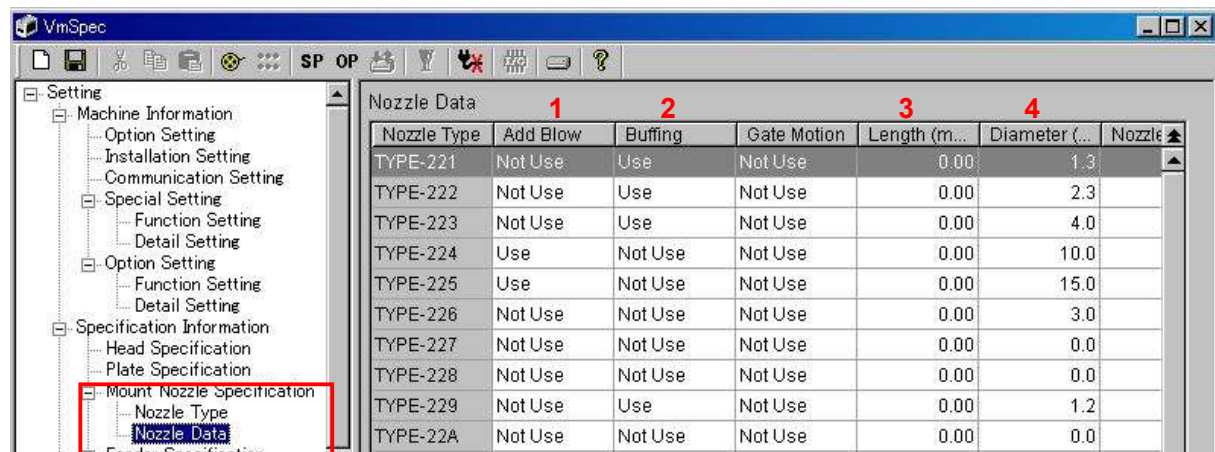 VmSpec
SP OP
Setting
Machine Information
Option Setting
Installation Setting
Communication Setting
Special Setting
Function Setting
Detail Setting
Option Setting
Function Setting
Detail Setting
Specification Information
Head Specification
Plate Specification
Mount Nozzle Specification
Nozzle Type
Nozzle Data
Feeder Specification
Nozzle Data
1 2 3 4
Nozzle Type Add Blow Buffing Gate Motion Length (m... Diameter (... Nozzle
TYPE-221 Not Use Use Not Use 0.00 1.3
TYPE-222 Not Use Use Not Use 0.00 2.3
TYPE-223 Not Use Use Not Use 0.00 4.0
TYPE-224 Use Not Use Not Use 0.00 10.0
TYPE-225 Use Not Use Not Use 0.00 15.0
TYPE-226 Not Use Not Use Not Use 0.00 3.0
TYPE-227 Not Use Not Use Not Use 0.00 0.0
TYPE-228 Not Use Not Use Not Use 0.00 0.0
TYPE-229 Not Use Use Not Use 0.00 1.2
TYPE-22A Not Use Not Use Not Use 0.00 0.0